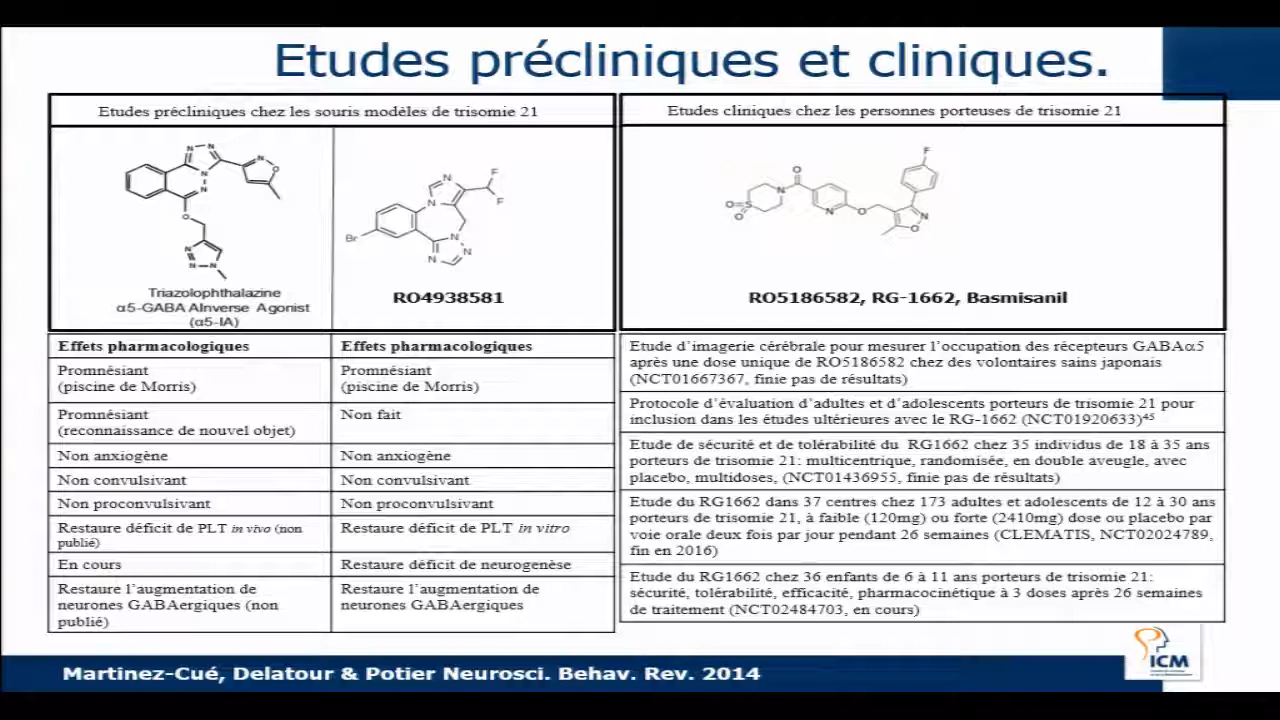 Etudes précliniques et cliniques.
Etudes précliniques chez les souris modèles de trisomie 21
Triazolophthalazine
α5-GABA AInverse Agonist
(α5-IA)
RO4938581
Effets pharmacologiques
Effets pharmacologiques
Promnésiant
(piscine de Morris)
Promnésiant
(piscine de Morris)
Promnésiant
(reconnaissance de nouvel objet)
Non fait
Non anxiogène
Non anxiogène
Non convulsivant
Non convulsivant
Non proconvulsivant
Non proconvulsivant
Restaure déficit de PLT in vivo (non
publié)
Restaure déficit de PLT in vitro
En cours
Restaure déficit de neurogenèse
Restaure l'augmentation de
neurones GABAergiques (non
publié)
Restaure l'augmentation de
neurones GABAergiques
Etudes cliniques chez les personnes porteuses de trisomie 21
RO5186582, RG-1662, Basmisanil
Etude d'imagerie cérébrale pour mesurer l'occupation des récepteurs GABAα5
après une dose unique de RO5186582 chez des volontaires sains japonais
(NCT01667367, finie pas de résultats)
Protocole d'évaluation d'adultes et d'adolescents porteurs de trisomie 21 pour
inclusion dans les études ultérieures avec le RG-1662 (NCT01920633)⁴⁵
Etude de sécurité et de tolérabilité du RG1662 chez 35 individus de 18 à 35 ans
porteurs de trisomie 21: multicentrique, randomisée, en double aveugle, avec
placebo, multidoses, (NCT01436955, finie pas de résultats)
Etude du RG1662 dans 37 centres chez 173 adultes et adolescents de 12 à 30 ans
porteurs de trisomie 21, à faible (120mg) ou forte (2410mg) dose ou placebo par
voie orale deux fois par jour pendant 26 semaines (CLEMATIS, NCT02024789,
fin en 2016)
Etude du RG1662 chez 36 enfants de 6 à 11 ans porteurs de trisomie 21:
sécurité, tolérabilité, efficacité, pharmacocinétique à 3 doses après 26 semaines
de traitement (NCT02484703, en cours)
Martinez-Cué, Delatour & Potier Neurosci. Behav. Rev. 2014
ICM